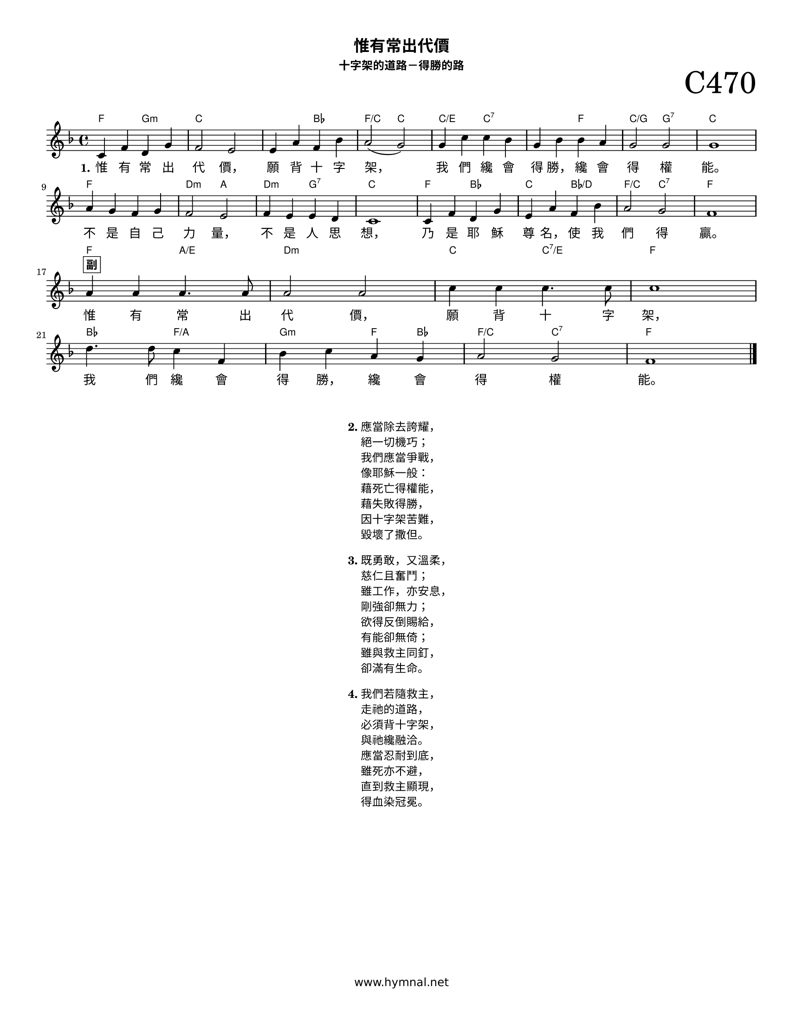 惟有常出代價
十字架的道路－得勝的路
C470
F Gm C B♭ F/C C C/E C7 F C/G G7 C
1. 惟 有 常 出 代 價， 願 背 十 字 架， 我 們 纔 會 得 勝， 纔 會 得 權 能。
9 F Dm A Dm G7 C F B♭ C B♭/D F/C C7 F
不 是 自 己 力 量， 不 是 人 思 想， 乃 是 耶 穌 尊 名， 使 我 們 得 贏。
F A/E Dm C C7/E F
副
17
惟 有 常 出 代 價， 願 背 十 字 架，
21 B♭ F/A Gm F B♭ F/C C7 F
我 們 纔 會 得 勝， 纔 會 得 權 能。
2. 應當除去誇耀，
絕一切機巧；
我們應當爭戰，
像耶穌一般：
藉死亡得權能，
藉失敗得勝，
因十字架苦難，
毀壞了撒但。
3. 既勇敢，又溫柔，
慈仁且奮鬥；
雖工作，亦安息，
剛強卻無力；
欲得反倒賜給，
有能卻無倚；
雖與救主同釘，
卻滿有生命。
4. 我們若隨救主，
走祂的道路，
必須背十字架，
與祂纔融洽。
應當忍耐到底，
雖死亦不避，
直到救主顯現，
得血染冠冕。
www.hymnal.net